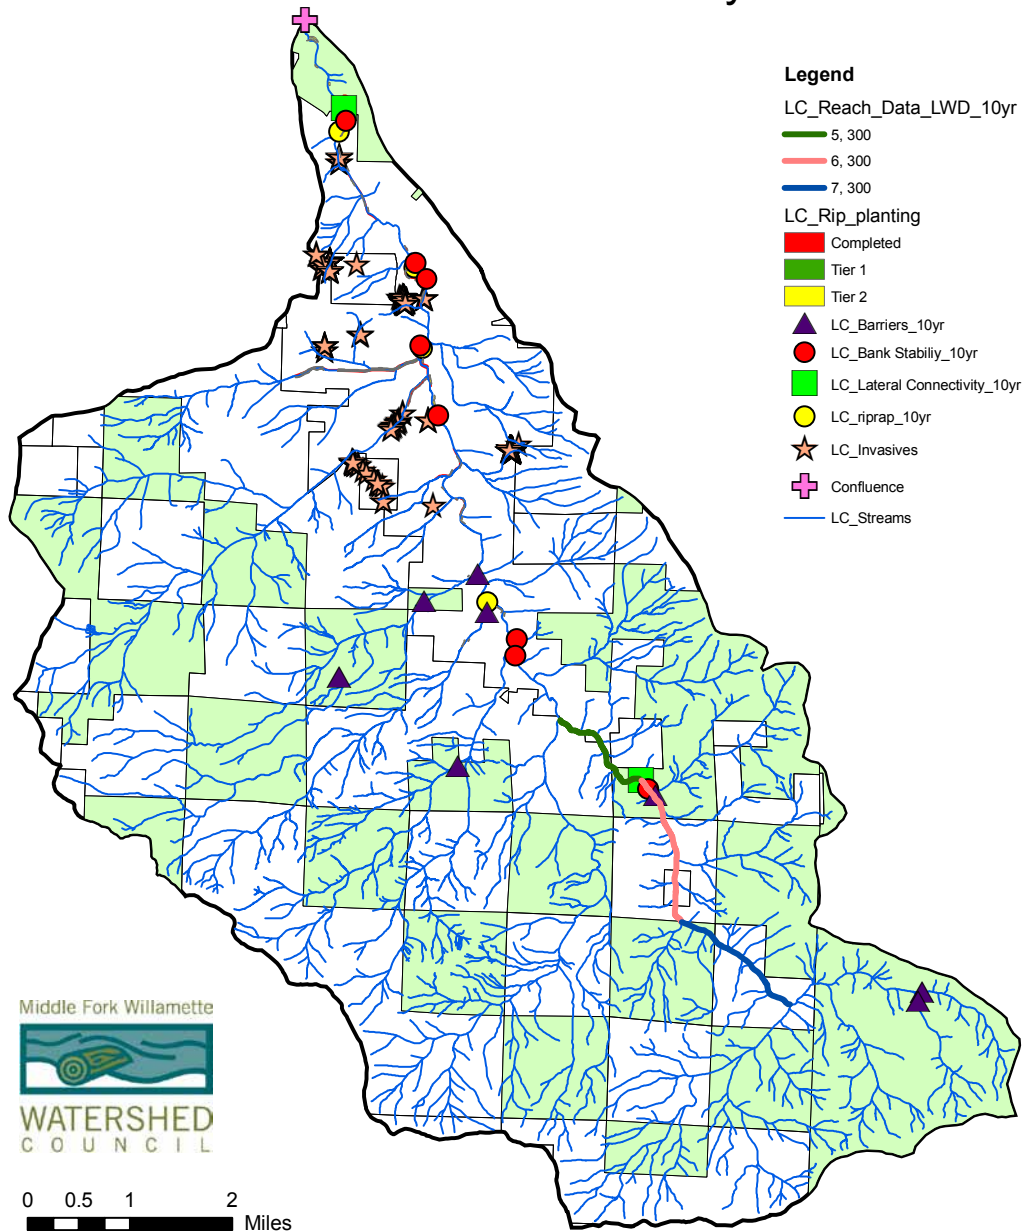 Legend
LC_Reach_Data_LWD_10yr
5, 300
6, 300
7, 300
LC_Rip_planting
Completed
Tier 1
Tier 2
LC_Barriers_10yr
LC_Bank Stabiliy_10yr
LC_Lateral Connectivity_10yr
LC_riprap_10yr
LC_Invasives
Confluence
LC_Streams
Middle Fork Willamette
WATERSHED
COUNCIL
0 0.5 1 2
Miles